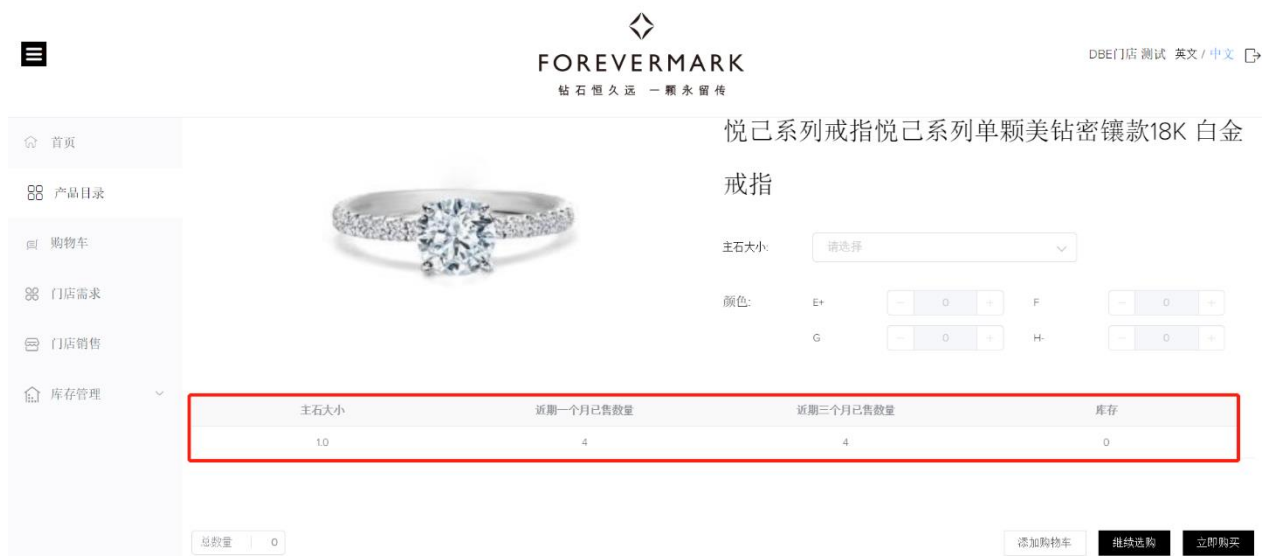 FOREVERMARK
钻石恒久远 一颗永留传
DBE门店 测试 英文 / 中文
首页
产品目录
购物车
门店需求
门店销售
库存管理
悦己系列戒指悦己系列单颗美钻密镶款18K 白金
戒指
主石大小: 请选择
颜色: E+ - 0 + F - 0 +
G - 0 + H- - 0 +
主石大小 近期一个月已售数量 近期三个月已售数量 库存
1.0 4 4 0
总数量 0 添加购物车 继续选购 立即购买